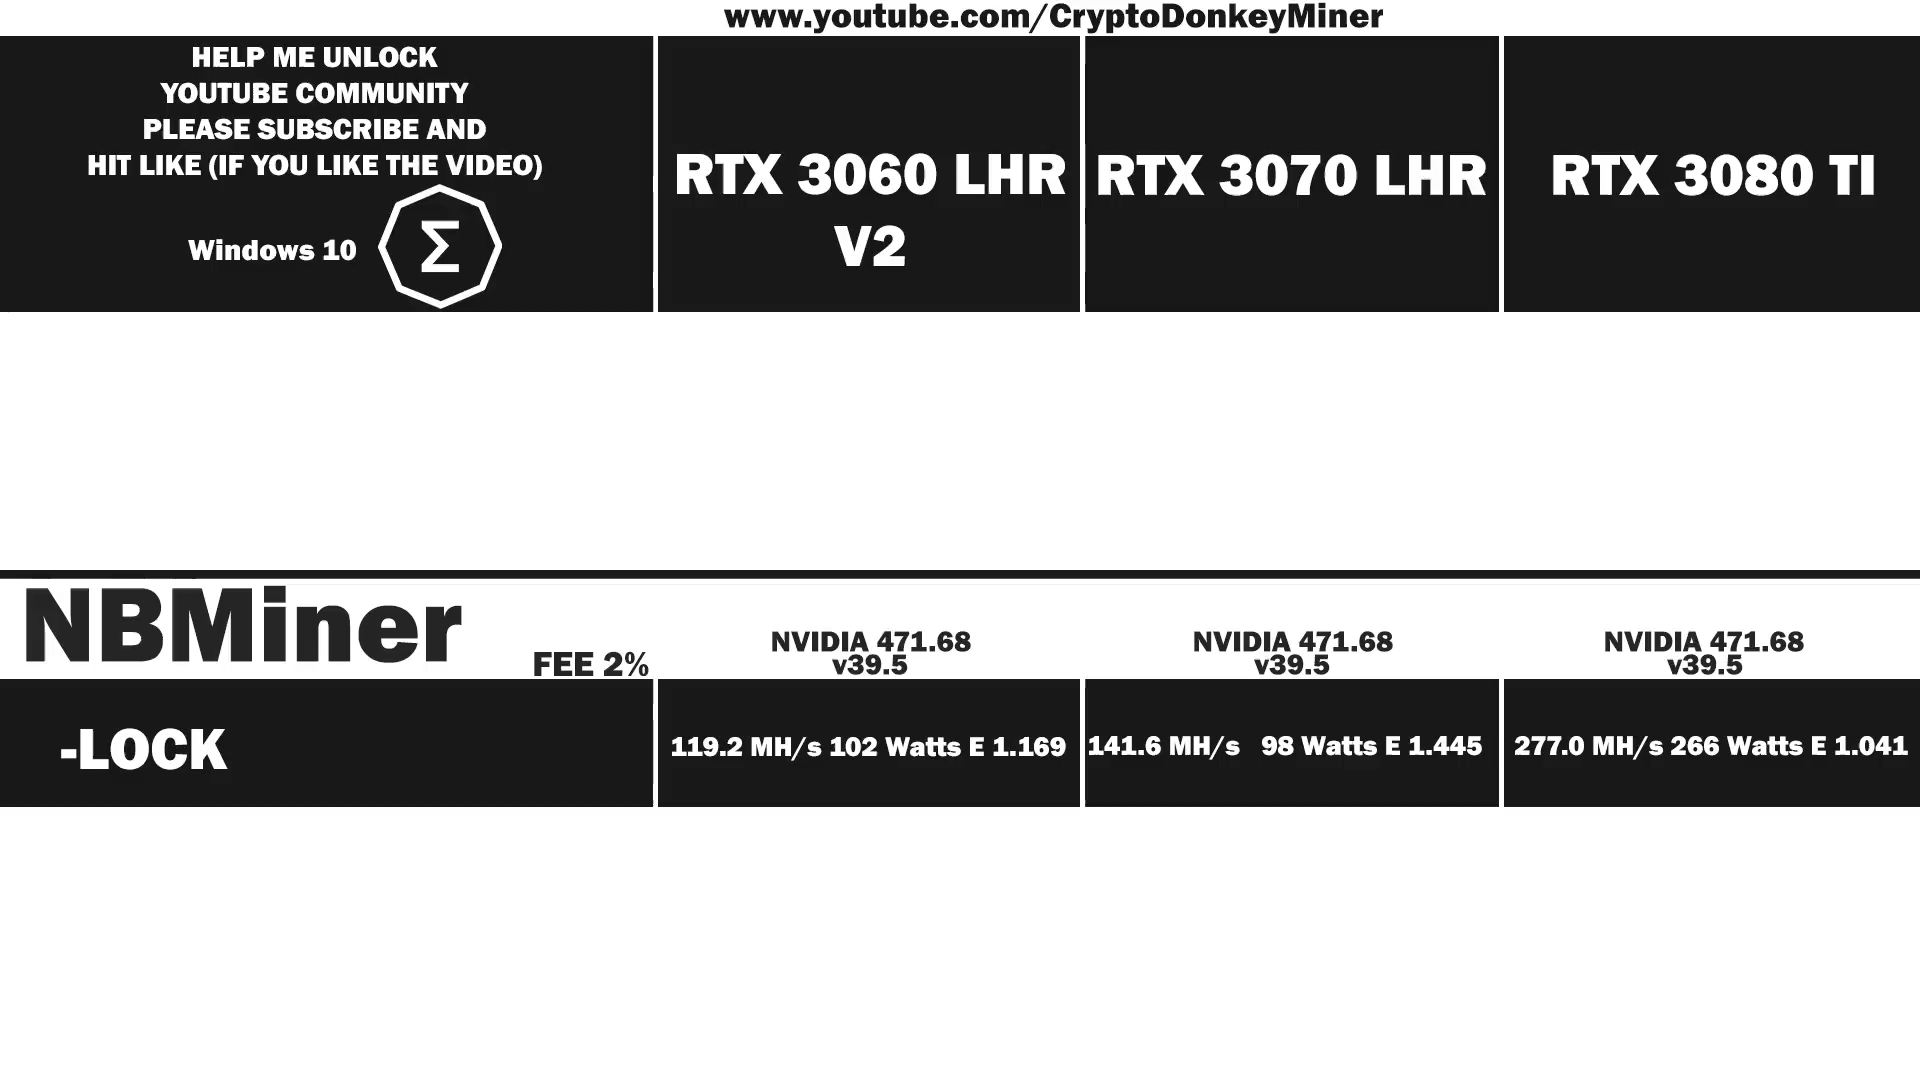 www.youtube.com/CryptoDonkeyMiner
HELP ME UNLOCK
YOUTUBE COMMUNITY
PLEASE SUBSCRIBE AND
HIT LIKE (IF YOU LIKE THE VIDEO)
Windows 10
Σ
RTX 3060 LHR
V2
RTX 3070 LHR
RTX 3080 TI
NBMiner
FEE 2%
NVIDIA 471.68
v39.5
NVIDIA 471.68
v39.5
NVIDIA 471.68
v39.5
-LOCK
119.2 MH/s 102 Watts E 1.169
141.6 MH/s 98 Watts E 1.445
277.0 MH/s 266 Watts E 1.041